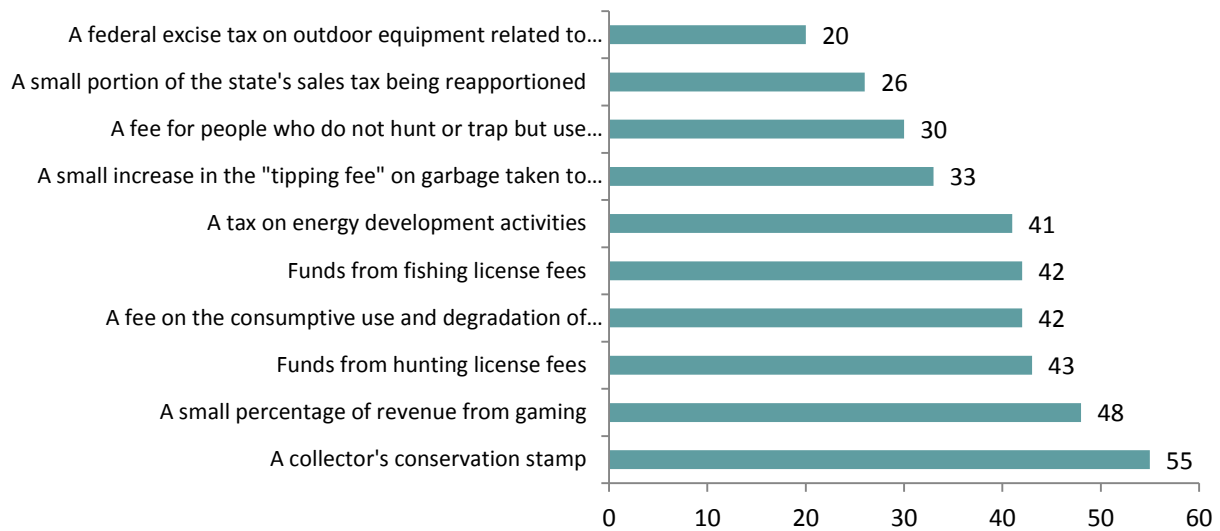 A federal excise tax on outdoor equipment related to… 20
A small portion of the state's sales tax being reapportioned 26
A fee for people who do not hunt or trap but use… 30
A small increase in the "tipping fee" on garbage taken to… 33
A tax on energy development activities 41
Funds from fishing license fees 42
A fee on the consumptive use and degradation of… 42
Funds from hunting license fees 43
A small percentage of revenue from gaming 48
A collector's conservation stamp 55
0 10 20 30 40 50 60